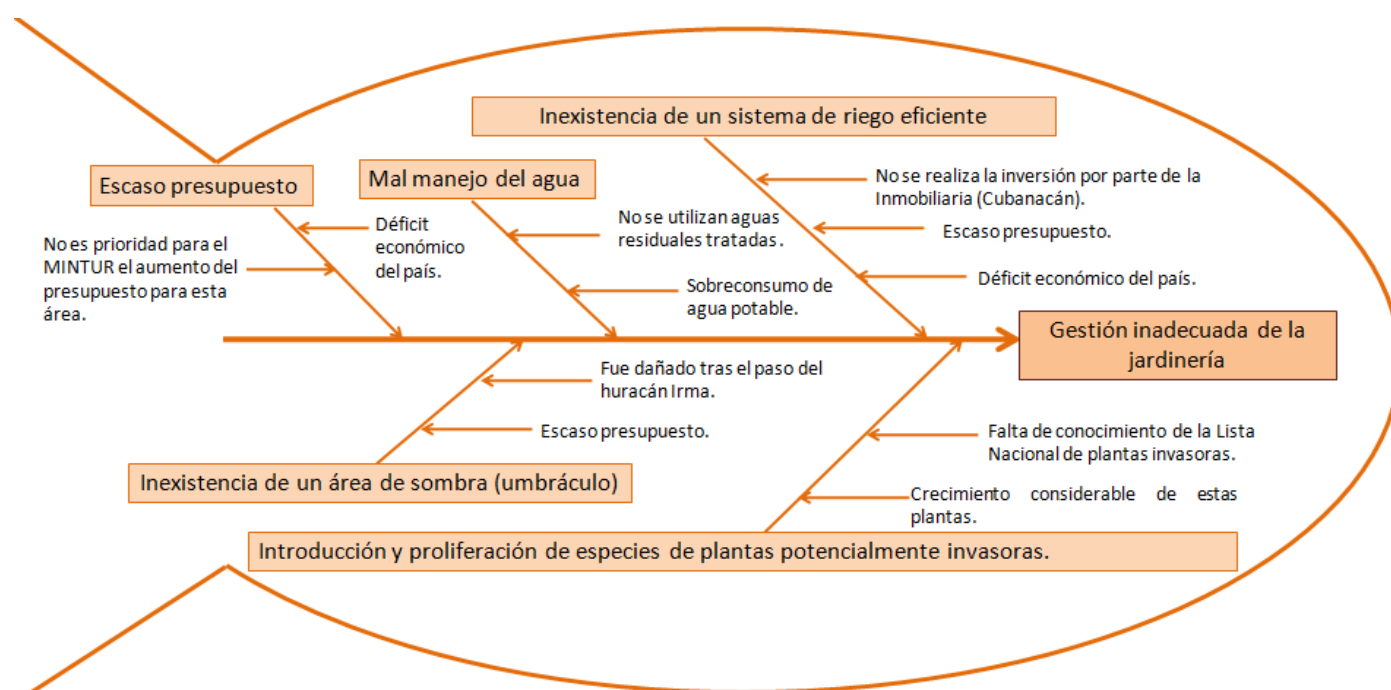 Inexistencia de un sistema de riego eficiente
Escaso presupuesto
Mal manejo del agua
No se realiza la inversión por parte de la
Inmobiliaria (Cubanacán).
Escaso presupuesto.
Déficit económico del país.
No es prioridad para el
MINTUR el aumento del
presupuesto para esta
área.
Déficit
económico
del país.
No se utilizan aguas
residuales tratadas.
Sobreconsumo de
agua potable.
Gestión inadecuada de la
jardinería
Fue dañado tras el paso del
huracán Irma.
Escaso presupuesto.
Inexistencia de un área de sombra (umbráculo)
Falta de conocimiento de la Lista
Nacional de plantas invasoras.
Crecimiento considerable de estas
plantas.
Introducción y proliferación de especies de plantas potencialmente invasoras.